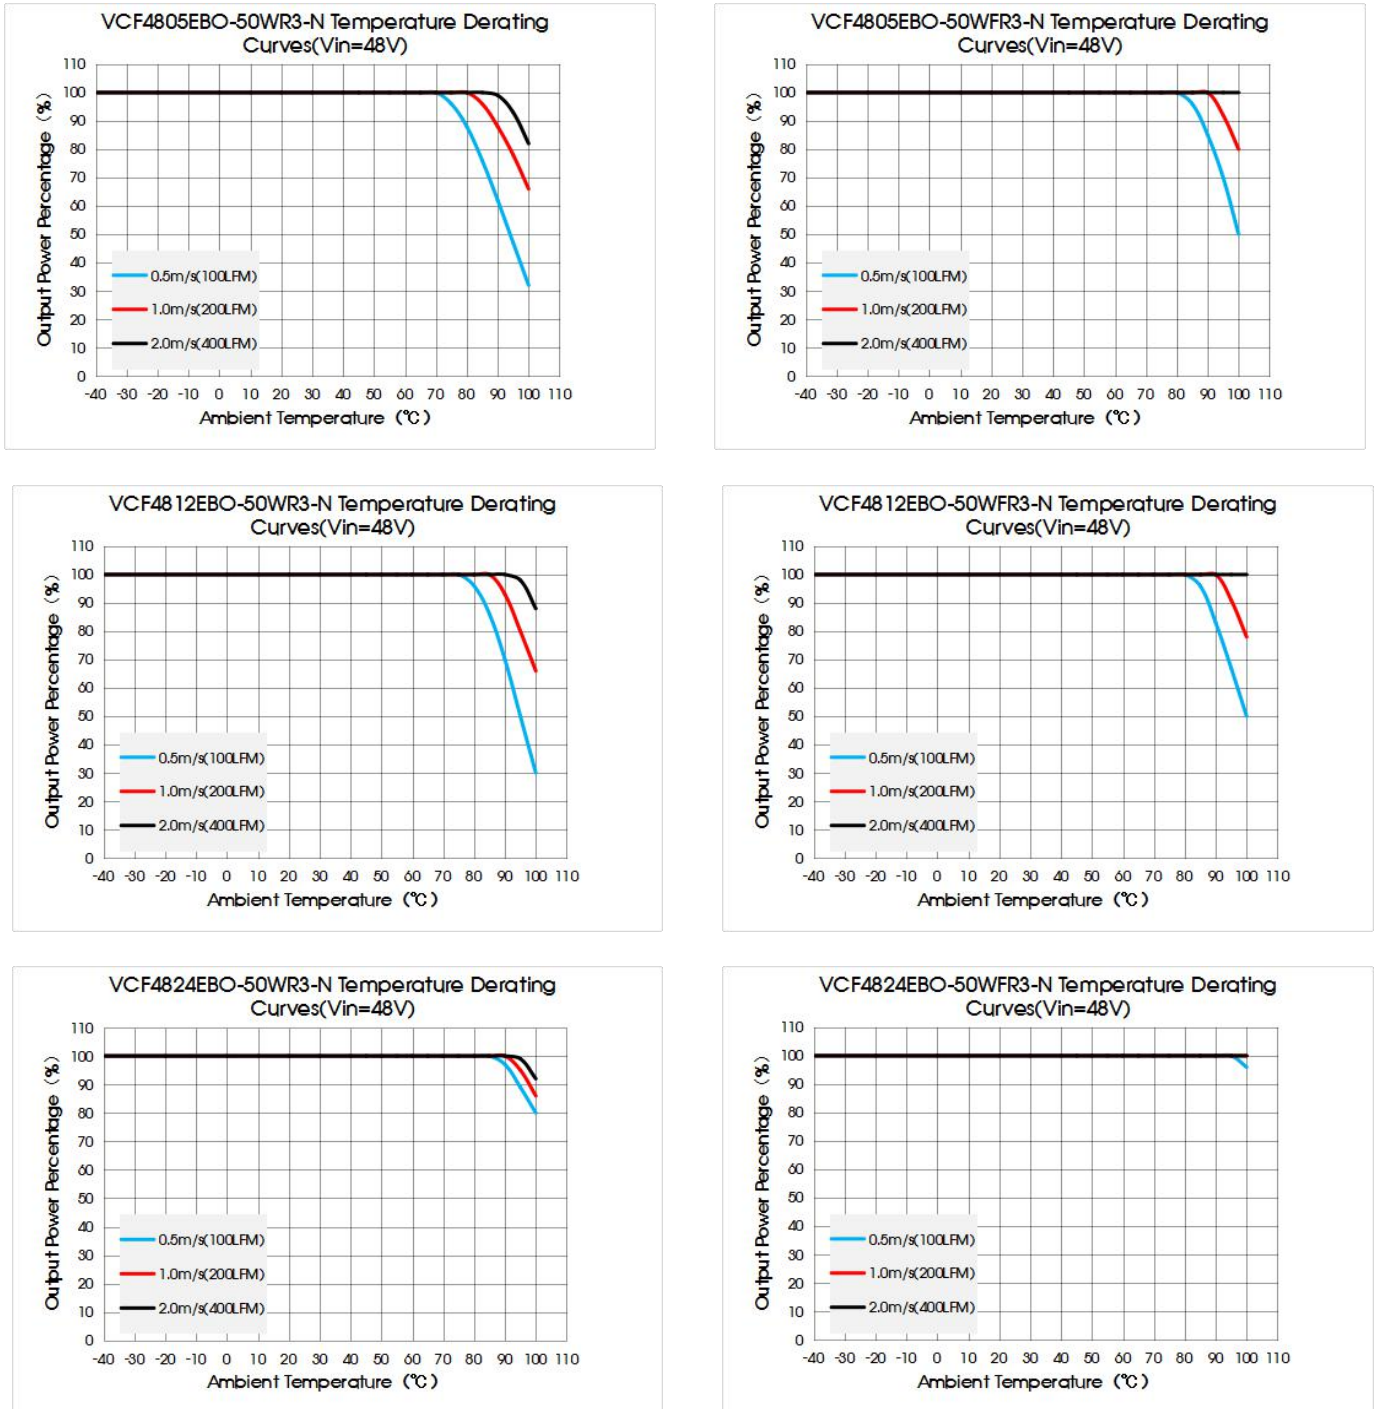 VCF4805EBO-50WR3-N Temperature Derating
Curves(Vin=48V)
Output Power Percentage (%)
110
100
90
80
70
60
50
40
30
20
10
0
0.5m/s(100LFM)
1.0m/s(200LFM)
2.0m/s(400LFM)
-40 -30 -20 -10 0 10 20 30 40 50 60 70 80 90 100 110
Ambient Temperature (℃)
VCF4805EBO-50WFR3-N Temperature Derating
Curves(Vin=48V)
Output Power Percentage (%)
110
100
90
80
70
60
50
40
30
20
10
0
0.5m/s(100LFM)
1.0m/s(200LFM)
2.0m/s(400LFM)
-40 -30 -20 -10 0 10 20 30 40 50 60 70 80 90 100 110
Ambient Temperature (℃)
VCF4812EBO-50WR3-N Temperature Derating
Curves(Vin=48V)
Output Power Percentage (%)
110
100
90
80
70
60
50
40
30
20
10
0
0.5m/s(100LFM)
1.0m/s(200LFM)
2.0m/s(400LFM)
-40 -30 -20 -10 0 10 20 30 40 50 60 70 80 90 100 110
Ambient Temperature (℃)
VCF4812EBO-50WFR3-N Temperature Derating
Curves(Vin=48V)
Output Power Percentage (%)
110
100
90
80
70
60
50
40
30
20
10
0
0.5m/s(100LFM)
1.0m/s(200LFM)
2.0m/s(400LFM)
-40 -30 -20 -10 0 10 20 30 40 50 60 70 80 90 100 110
Ambient Temperature (℃)
VCF4824EBO-50WR3-N Temperature Derating
Curves(Vin=48V)
Output Power Percentage (%)
110
100
90
80
70
60
50
40
30
20
10
0
0.5m/s(100LFM)
1.0m/s(200LFM)
2.0m/s(400LFM)
-40 -30 -20 -10 0 10 20 30 40 50 60 70 80 90 100 110
Ambient Temperature (℃)
VCF4824EBO-50WFR3-N Temperature Derating
Curves(Vin=48V)
Output Power Percentage (%)
110
100
90
80
70
60
50
40
30
20
10
0
0.5m/s(100LFM)
1.0m/s(200LFM)
2.0m/s(400LFM)
-40 -30 -20 -10 0 10 20 30 40 50 60 70 80 90 100 110
Ambient Temperature (℃)